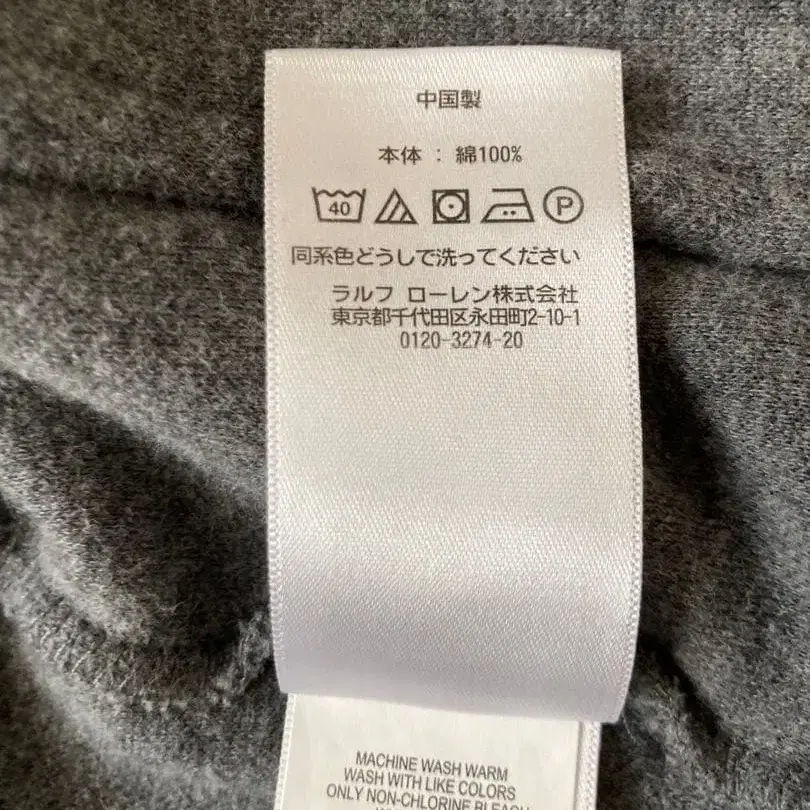 中国製
本体 : 綿100%
40 P
同系色どうしで洗ってください
ラルフ ローレン株式会社
東京都千代田区永田町2-10-1
0120-3274-20
MACHINE WASH WARM
WASH WITH LIKE COLORS
ONLY NON-CHLORINE BLEACH